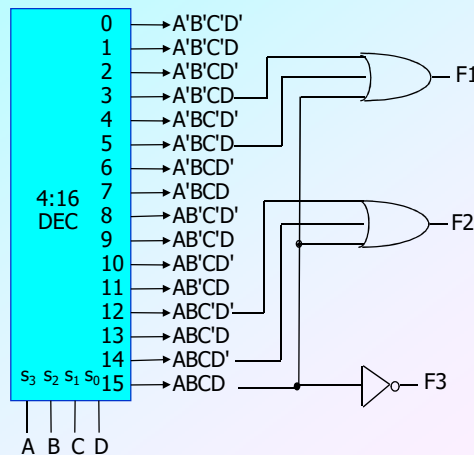 0 A'B'C'D'
1 A'B'C'D
2 A'B'CD'
3 A'B'CD
F1
4 A'BC'D'
5 A'BC'D
6 A'BCD'
7 A'BCD
4:16
DEC
8 AB'C'D'
F2
9 AB'C'D
10 AB'CD'
11 AB'CD
12 ABC'D'
13 ABC'D
14 ABCD'
S3 S2 S1 S0
15 ABCD
F3
A B C D